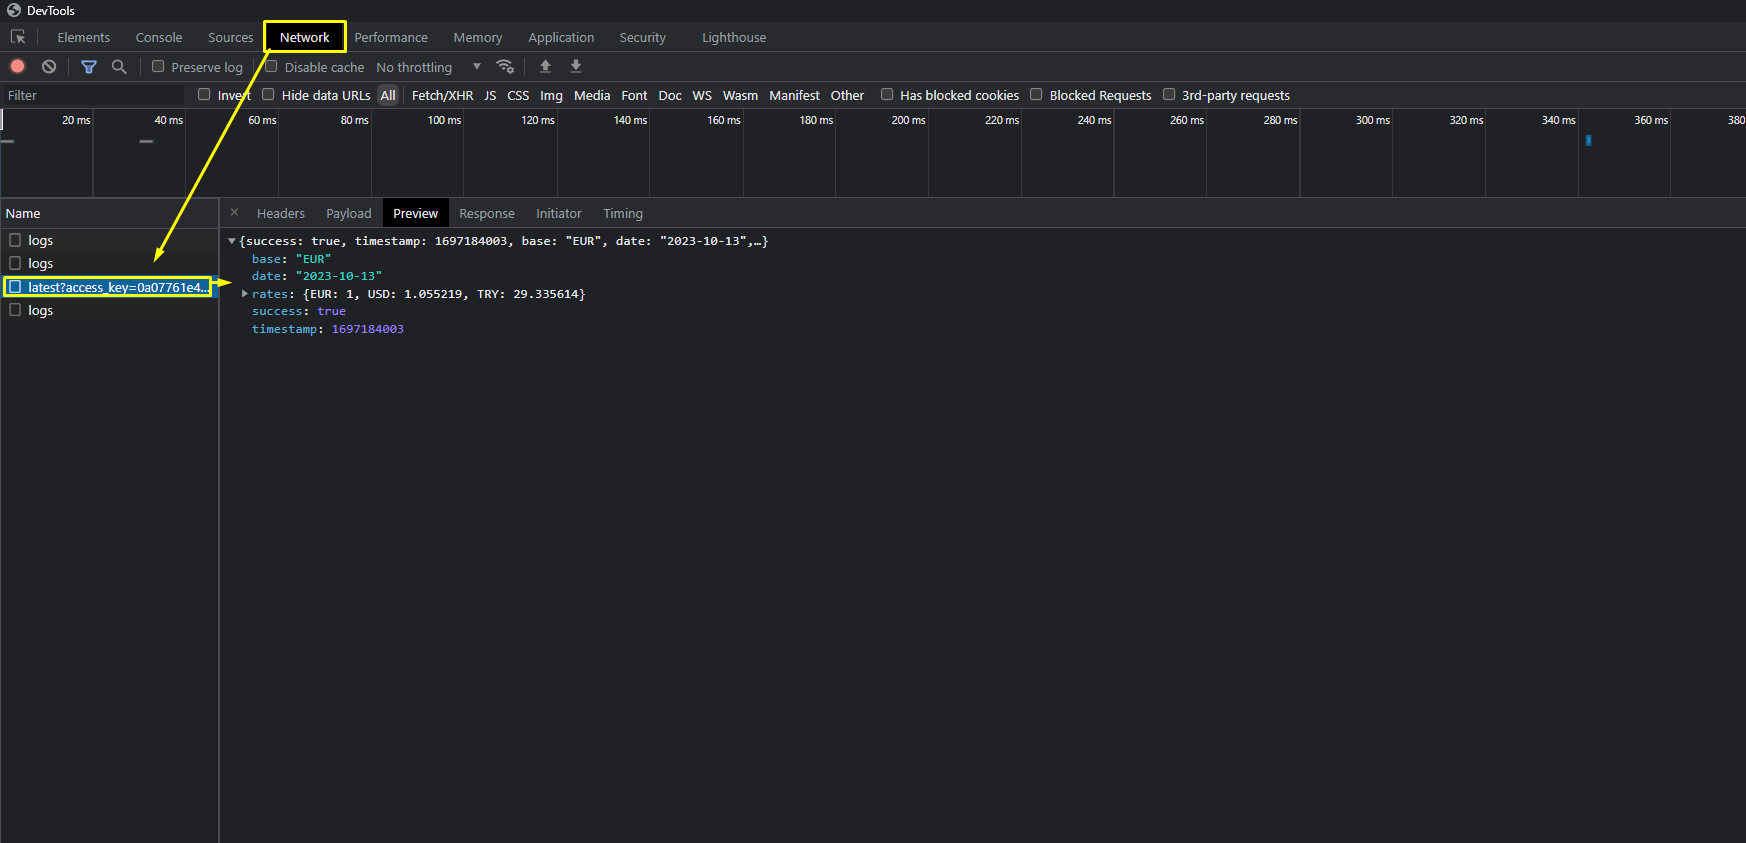 DevTools
Elements Console Sources Network Performance Memory Application Security Lighthouse
Preserve log Disable cache No throttling
Filter Invert Hide data URLs All Fetch/XHR JS CSS Img Media Font Doc WS Wasm Manifest Other Has blocked cookies Blocked Requests 3rd-party requests
20 ms 40 ms 60 ms 80 ms 100 ms 120 ms 140 ms 160 ms 180 ms 200 ms 220 ms 240 ms 260 ms 280 ms 300 ms 320 ms 340 ms 360 ms 380
Name
logs
logs
latest?access_key=0a07761e4...
logs
× Headers Payload Preview Response Initiator Timing
{success: true, timestamp: 1697184003, base: "EUR", date: "2023-10-13",…}
base: "EUR"
date: "2023-10-13"
rates: {EUR: 1, USD: 1.055219, TRY: 29.335614}
success: true
timestamp: 1697184003